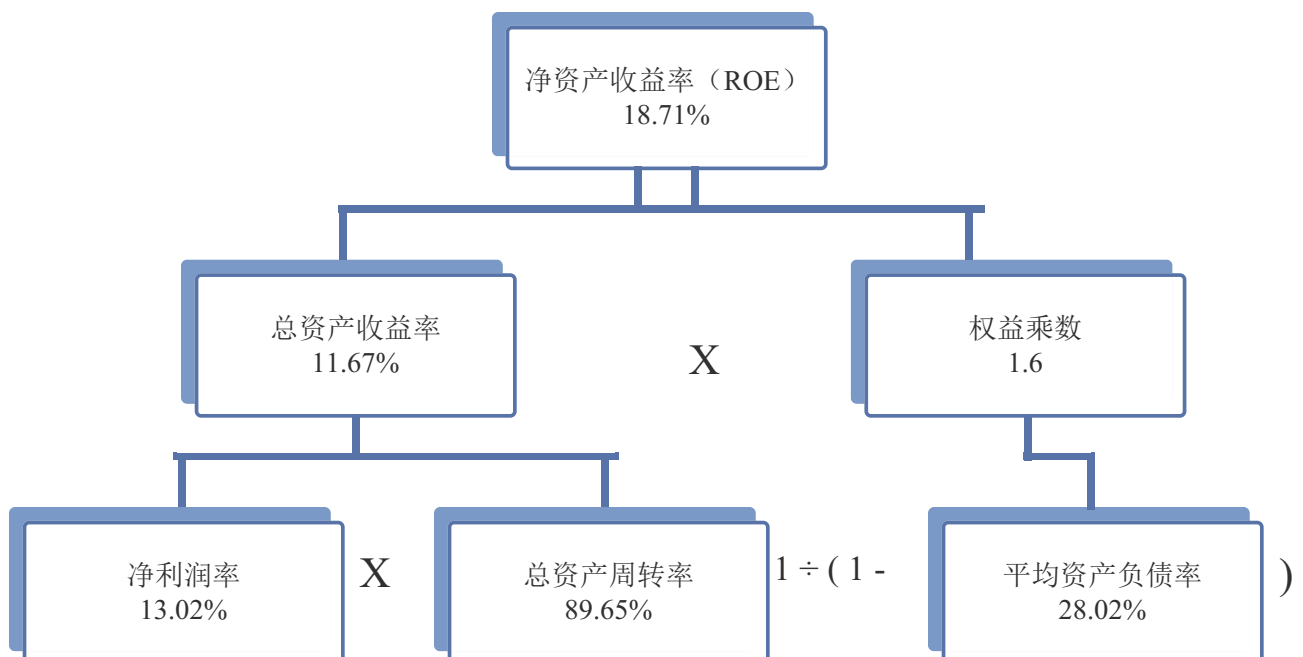 净资产收益率（ROE）
18.71%
总资产收益率
11.67%
X
权益乘数
1.6
净利润率
13.02%
X
总资产周转率
89.65%
1 ÷ ( 1 -
平均资产负债率
28.02%
)